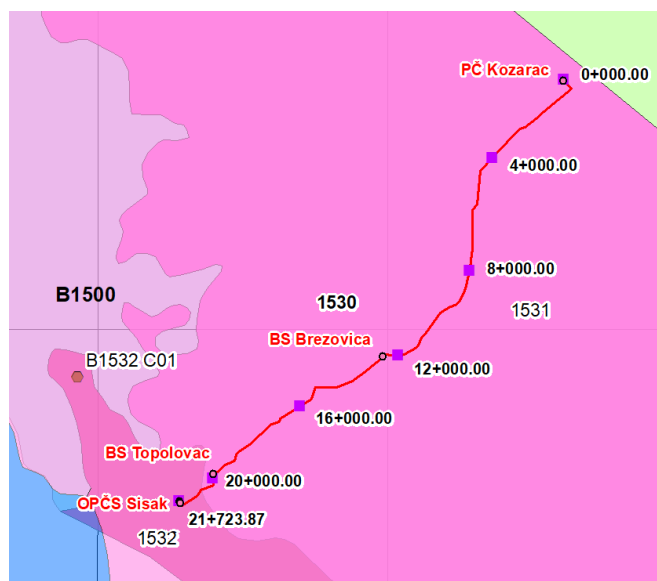 PČ Kozarac
0+000.00
4+000.00
8+000.00
B1500
1530
1531
BS Brezovica
B1532 C01
12+000.00
16+000.00
BS Topolovac
20+000.00
OPČS Sisak
21+723.87
1532